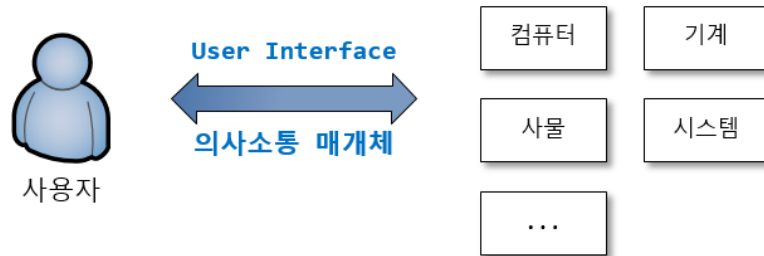 User Interface
의사소통 매개체
사용자
컴퓨터
기계
사물
시스템
...